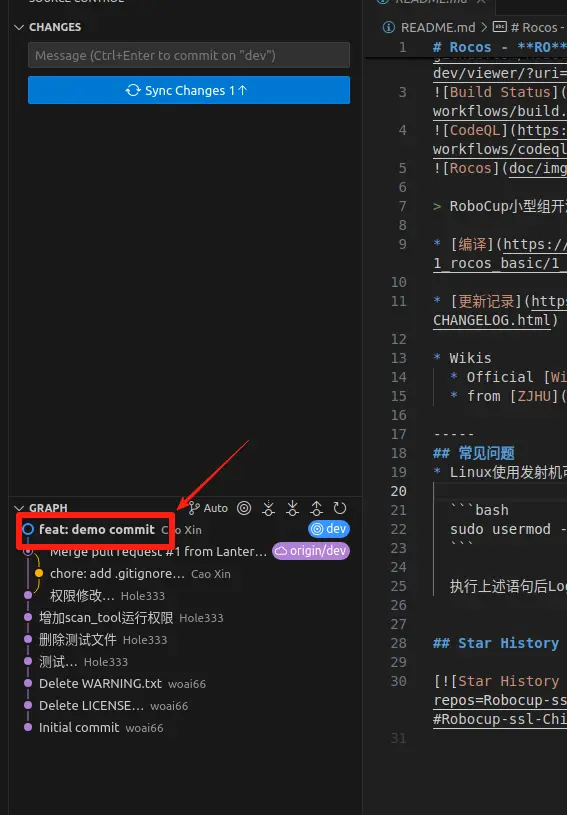 SOURCE CONTROL
CHANGES
Message (Ctrl+Enter to commit on "dev")
Sync Changes 1↑
GRAPH
Auto
feat: demo commit Cao Xin
dev
Merge pull request #1 from Lanter...
origin/dev
chore: add .gitignore... Cao Xin
权限修改... Hole333
增加scan_tool运行权限 Hole333
删除测试文件 Hole333
测试... Hole333
Delete WARNING.txt woai66
Delete LICENSE... woai66
Initial commit woai66
README.md
README.md > # Rocos -
1 # Rocos - **RO**
dev/viewer/?uri=
3 ![Build Status](
workflows/build.
4 ![CodeQL](https:
workflows/codeql
5 ![Rocos](doc/img
6
7 > RoboCup小型组开
8
9 * [编译](https://
1_rocos_basic/1_
10
11 * [更新记录](http
CHANGELOG.html)
12
13 * Wikis
14 * Official [Wi
15 * from [ZJHU](
16
17 -----
18 ## 常见问题
19 * Linux使用发射机可
20
21 ```bash
22 sudo usermod -
23 ```
24
25 执行上述语句后Log
26
27
28 ## Star History
29
30 [![Star History
repos=Robocup-ss
#Robocup-ssl-Chi
31